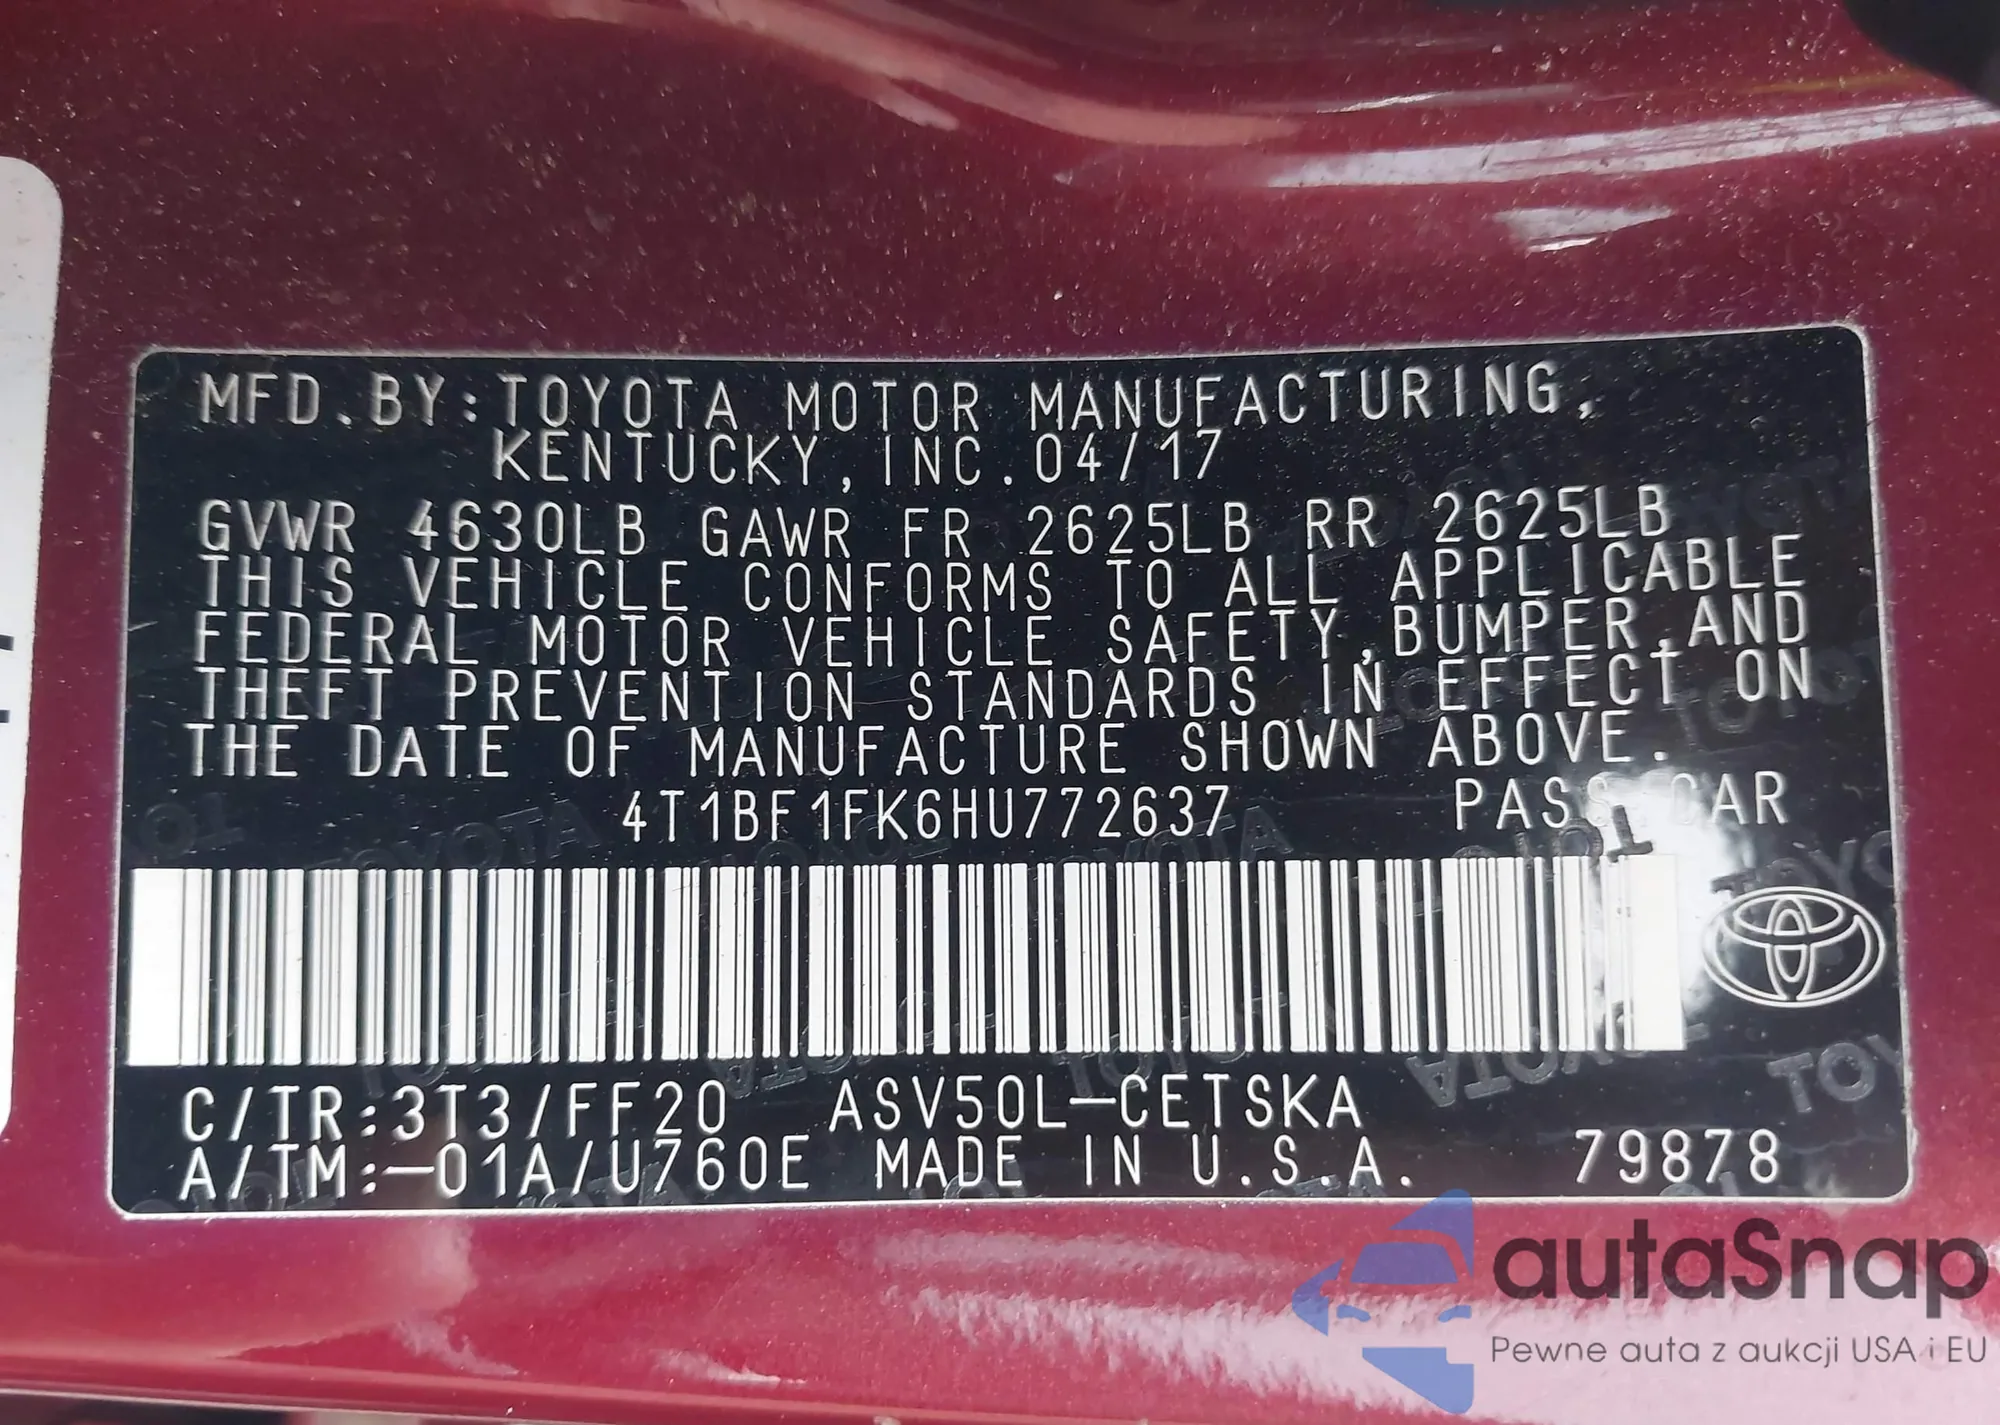 MFD.BY:TOYOTA MOTOR MANUFACTURING,
KENTUCKY, INC.04/17
GVWR 4630LB GAWR FR 2625LB RR 2625LB
THIS VEHICLE CONFORMS TO ALL APPLICABLE
FEDERAL MOTOR VEHICLE SAFETY,BUMPER,AND
THEFT PREVENTION STANDARDS IN EFFECT ON
THE DATE OF MANUFACTURE SHOWN ABOVE.
4T1BF1FK6HU772637 PASS.CAR
C/TR:3T3/FF20 ASV50L-CETSKA
A/TM:-01A/U760E MADE IN U.S.A. 79878
autaSnap
Pewne auta z aukcji USA i EU